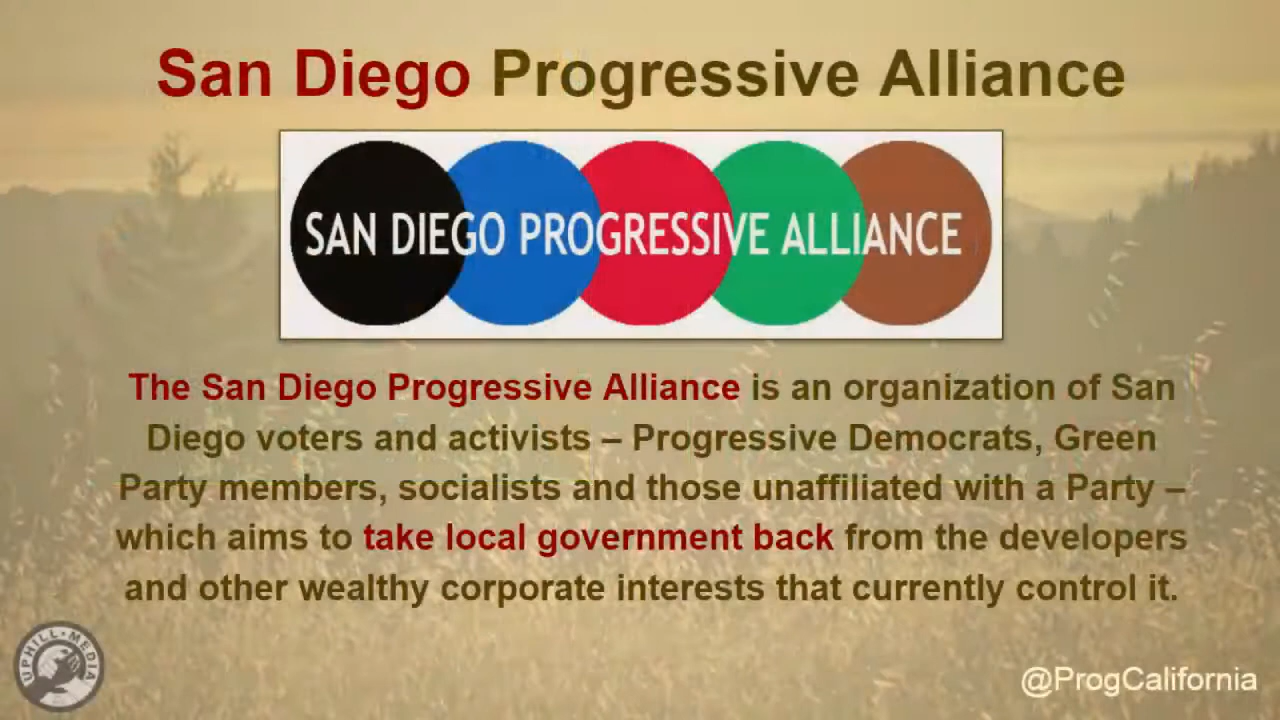 San Diego Progressive Alliance
SAN DIEGO PROGRESSIVE ALLIANCE
The San Diego Progressive Alliance is an organization of San
Diego voters and activists – Progressive Democrats, Green
Party members, socialists and those unaffiliated with a Party –
which aims to take local government back from the developers
and other wealthy corporate interests that currently control it.
UPHILL • MEDIA
@ProgCalifornia